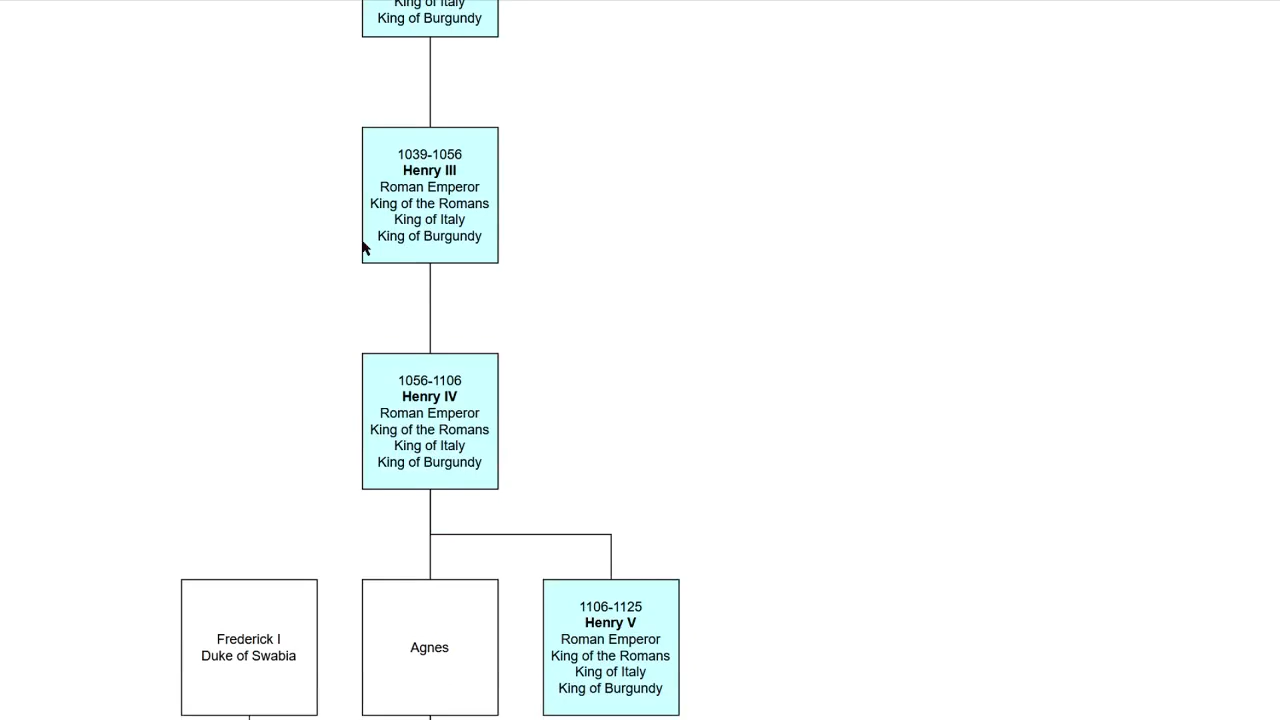 King of Italy
King of Burgundy
1039-1056
Henry III
Roman Emperor
King of the Romans
King of Italy
King of Burgundy
1056-1106
Henry IV
Roman Emperor
King of the Romans
King of Italy
King of Burgundy
Frederick I
Duke of Swabia
Agnes
1106-1125
Henry V
Roman Emperor
King of the Romans
King of Italy
King of Burgundy